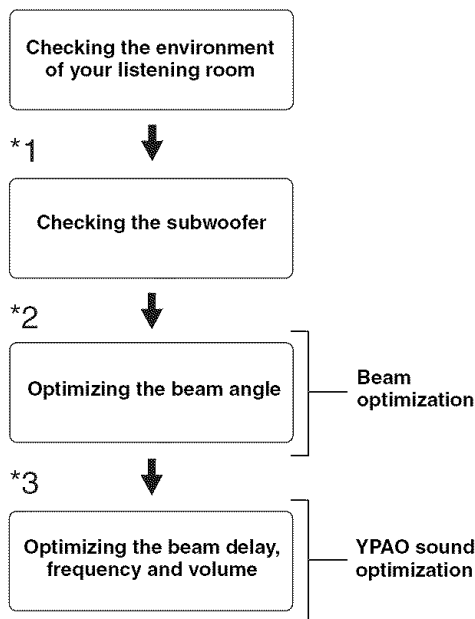 Checking the environment
of your listening room
*1
Checking the subwoofer
*2
Optimizing the beam angle
Beam
optimization
*3
Optimizing the beam delay,
frequency and volume
YPAO sound
optimization